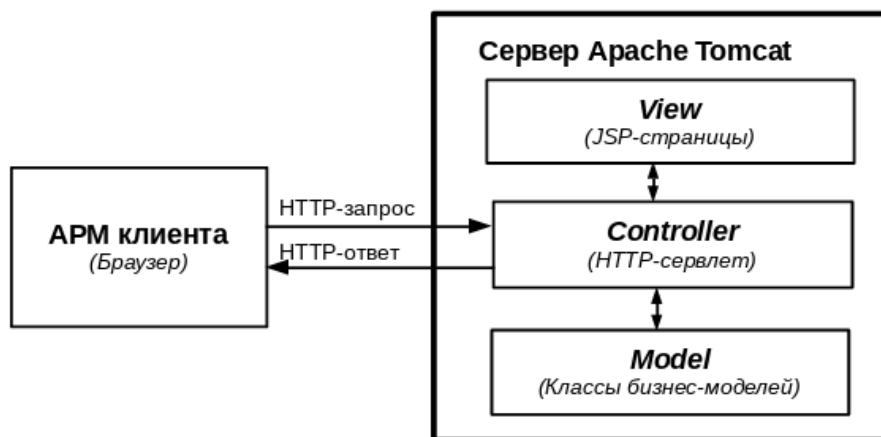 Сервер Apache Tomcat
View
(JSP-страницы)
HTTP-запрос
АРМ клиента
(Браузер)
HTTP-ответ
Controller
(HTTP-сервлет)
Model
(Классы бизнес-моделей)